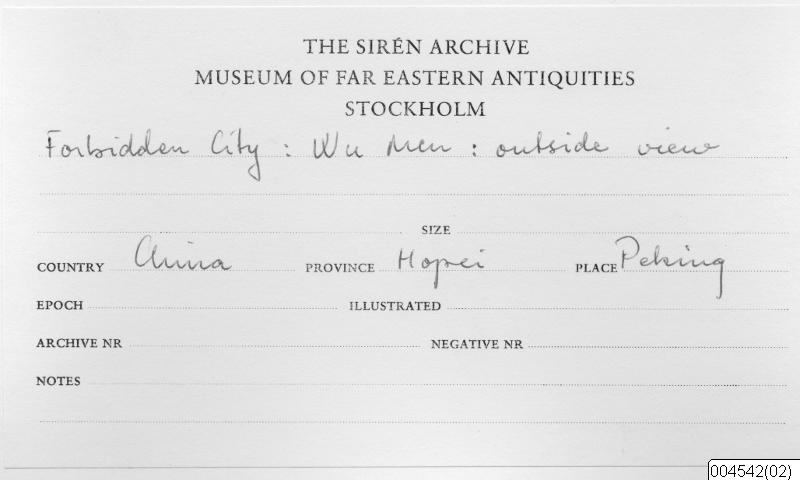 THE SIRÉN ARCHIVE
MUSEUM OF FAR EASTERN ANTIQUITIES
STOCKHOLM
Forbidden City : Wu Men : outside view
SIZE
COUNTRY China PROVINCE Hopei PLACE Peking
EPOCH ILLUSTRATED
ARCHIVE NR NEGATIVE NR
NOTES
004542(02)